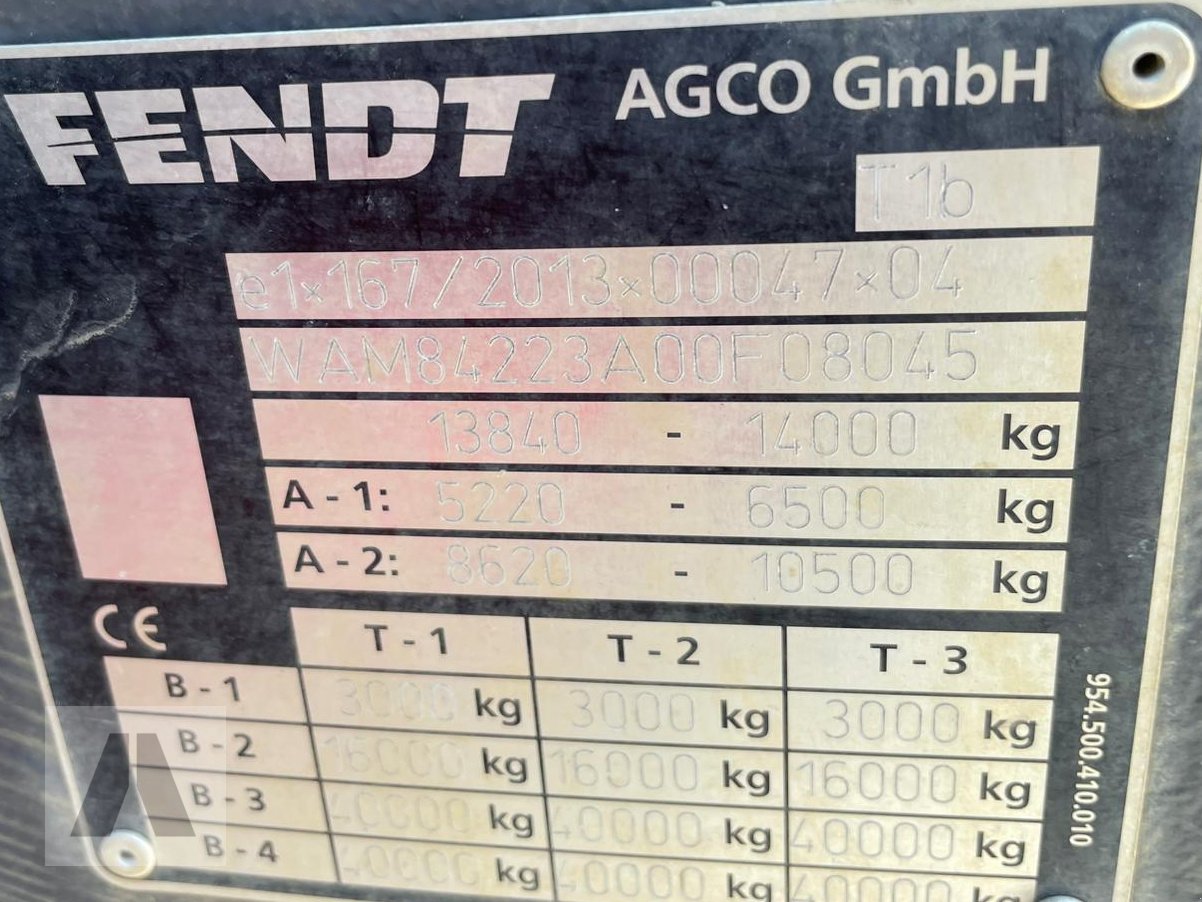 FENDT AGCO GmbH
T1b
e1×167/2013×00047×04
WAM84223A00F08045
13840 - 14000 kg
A - 1: 5220 - 6500 kg
A - 2: 8620 - 10500 kg
CE T - 1 T - 2 T - 3
B - 1 3000 kg 3000 kg 3000 kg
B - 2 16000 kg 16000 kg 16000 kg
B - 3 40000 kg 40000 kg 40000 kg
B - 4 40000 kg 40000 kg 40000 kg
954.500.410.010